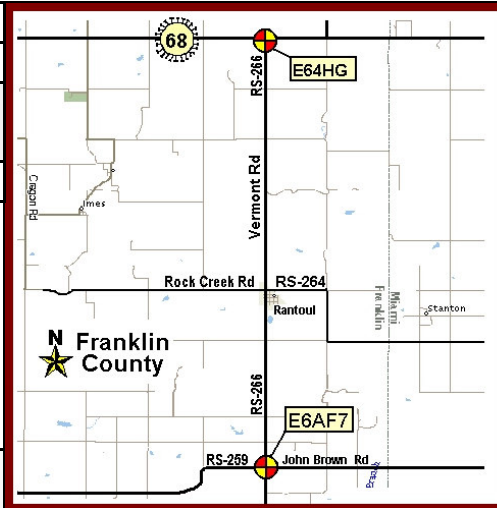 68
E64HG
RS-266
Vermont Rd
Oregon Rd
Imes
Rock Creek Rd
RS-264
Rantoul
Miami
Franklin
Stanton
N
Franklin
County
RS-266
E6AF7
RS-259
John Brown Rd